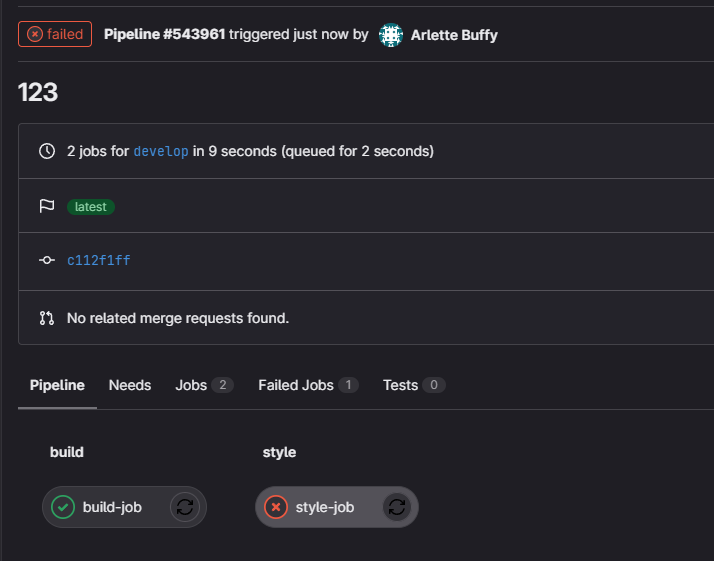 failed Pipeline #543961 triggered just now by Arlette Buffy
123
2 jobs for develop in 9 seconds (queued for 2 seconds)
latest
c112f1ff
No related merge requests found.
Pipeline Needs Jobs 2 Failed Jobs 1 Tests 0
build style
build-job style-job